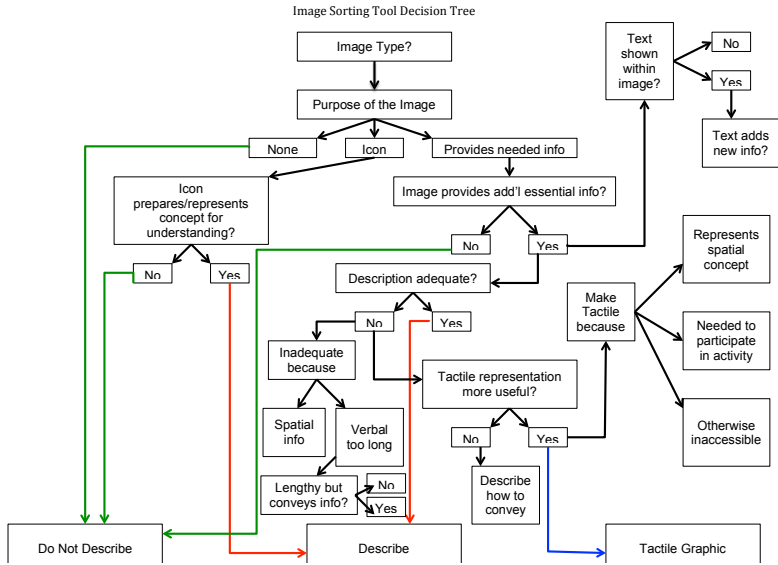 Image Sorting Tool Decision Tree
Image Type?
Purpose of the Image
None
Icon
Provides needed info
Icon
prepares/represents
concept for
understanding?
No
Yes
Image provides add'l essential info?
No
Yes
Text
shown
within
image?
No
Yes
Text adds
new info?
Description adequate?
No
Yes
Inadequate
because
Spatial
info
Verbal
too long
Lengthy but
conveys info?
No
Yes
Tactile representation
more useful?
No
Yes
Describe
how to
convey
Make
Tactile
because
Represents
spatial
concept
Needed to
participate
in activity
Otherwise
inaccessible
Do Not Describe
Describe
Tactile Graphic